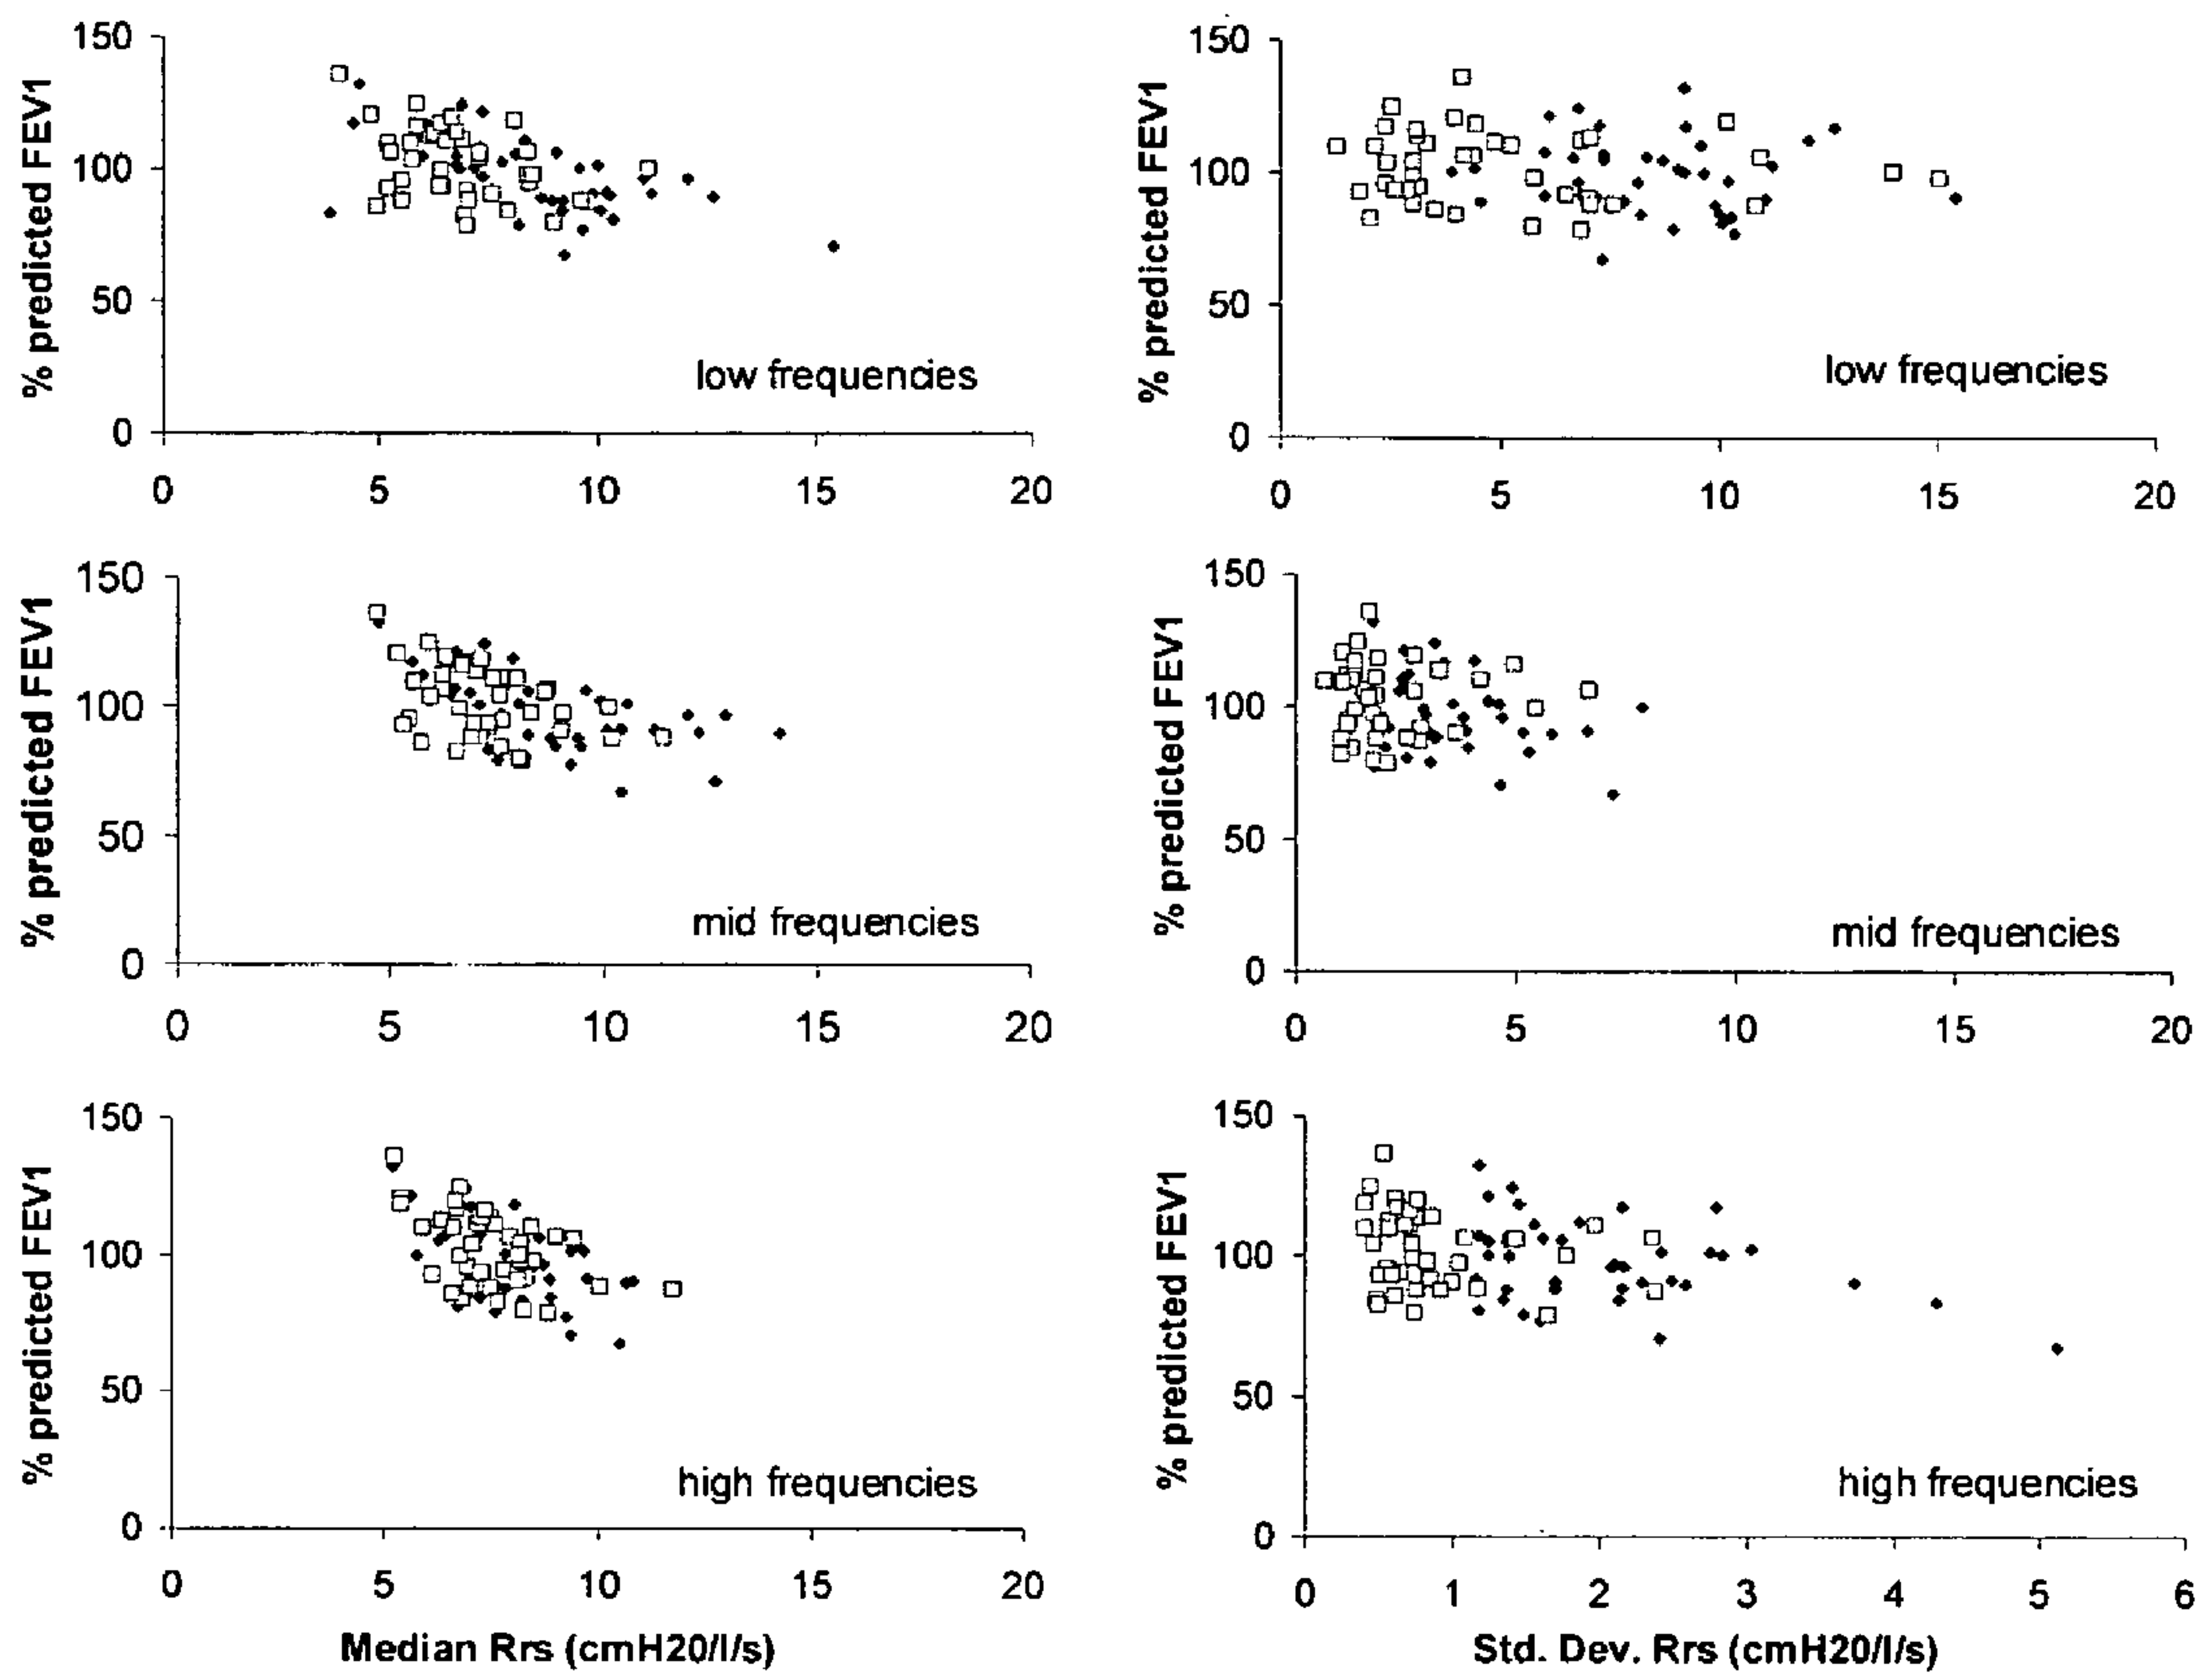 150
100
50
0
% predicted FEV1
low frequencies
0 5 10 15 20
150
100
50
0
% predicted FEV1
low frequencies
0 5 10 15 20
150
100
50
0
% predicted FEV1
mid frequencies
0 5 10 15 20
150
100
50
0
% predicted FEV1
mid frequencies
0 5 10 15 20
150
100
50
0
% predicted FEV1
high frequencies
0 5 10 15 20
Median Rrs (cmH20/l/s)
150
100
50
0
% predicted FEV1
high frequencies
0 1 2 3 4 5 6
Std. Dev. Rrs (cmH20/l/s)